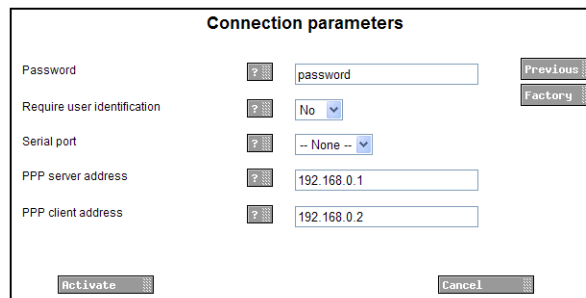 Connection parameters
Password ? password Previous
Factory
Require user identification ? No
Serial port ? -- None --
PPP server address ? 192.168.0.1
PPP client address ? 192.168.0.2
Activate Cancel